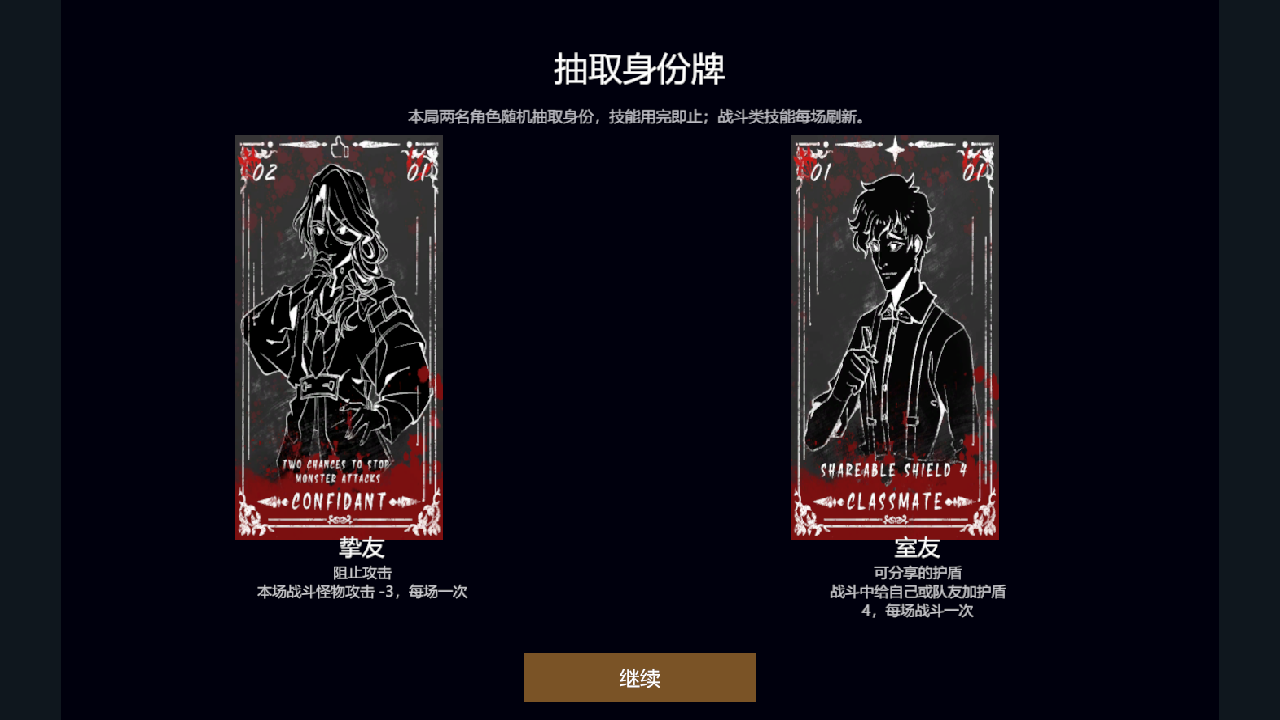 抽取身份牌
本局两名角色随机抽取身份，技能用完即止；战斗类技能每场刷新。
02 01
TWO CHANCES TO STOP
MONSTER ATTACKS
CONFIDANT
挚友
阻止攻击
本场战斗怪物攻击 -3，每场一次
01 01
SHAREABLE SHIELD 4
CLASSMATE
室友
可分享的护盾
战斗中给自己或队友加护盾
4，每场战斗一次
继续